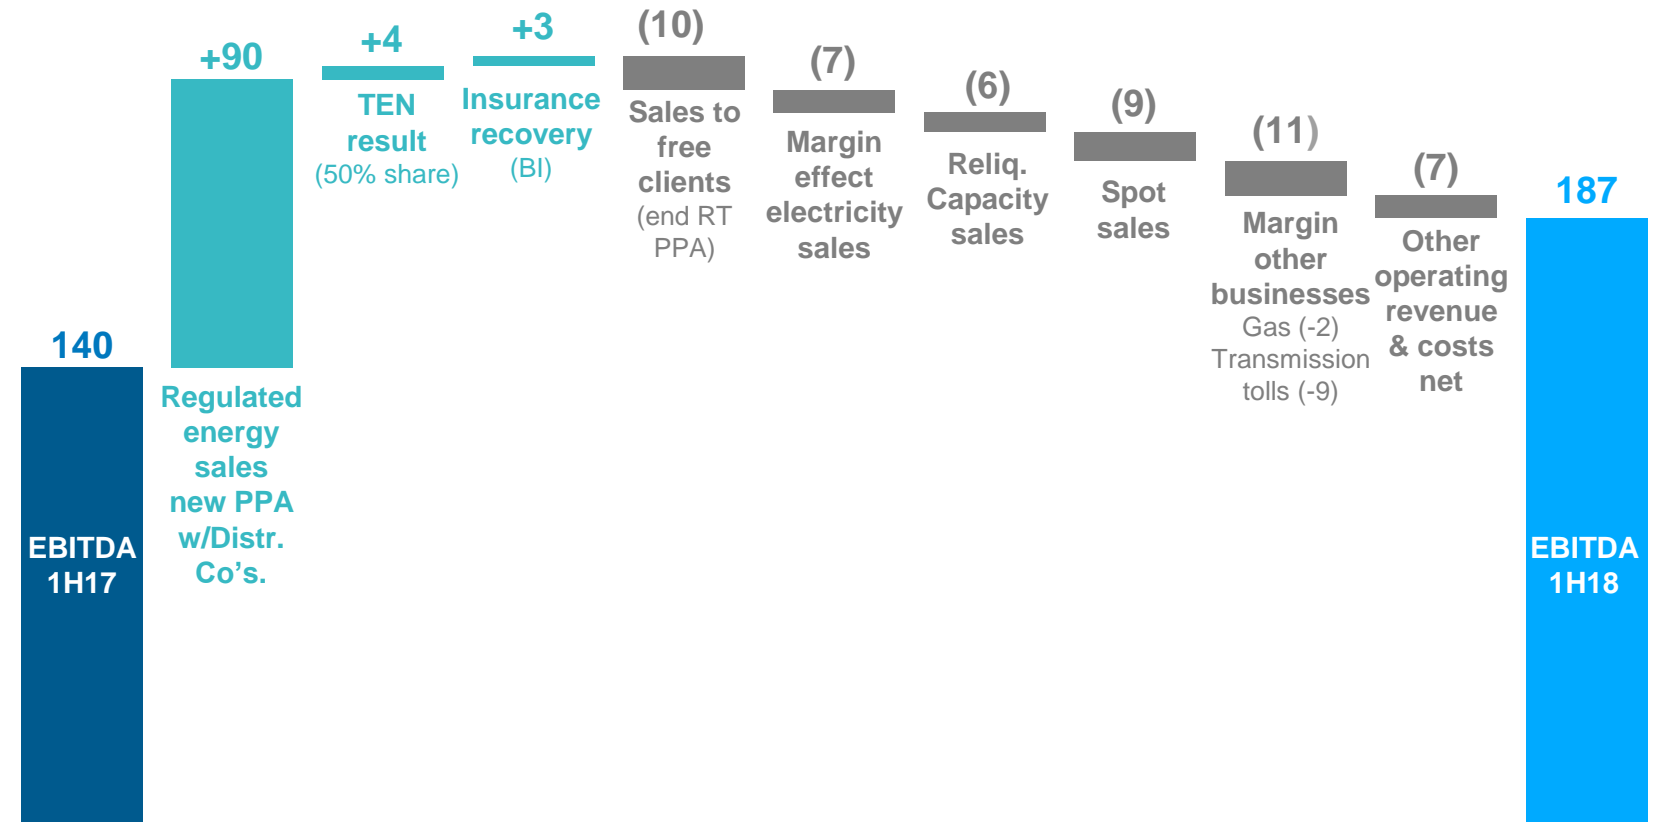 140
EBITDA
1H17
+90
Regulated
energy
sales
new PPA
w/Distr.
Co’s.
+4
TEN
result
(50% share)
+3
Insurance
recovery
(BI)
(10)
Sales to
free
clients
(end RT
PPA)
(7)
Margin
effect
electricity
sales
(6)
Reliq.
Capacity
sales
(9)
Spot
sales
(11)
Margin
other
businesses
Gas (-2)
Transmission
tolls (-9)
(7)
Other
operating
revenue
& costs
net
187
EBITDA
1H18